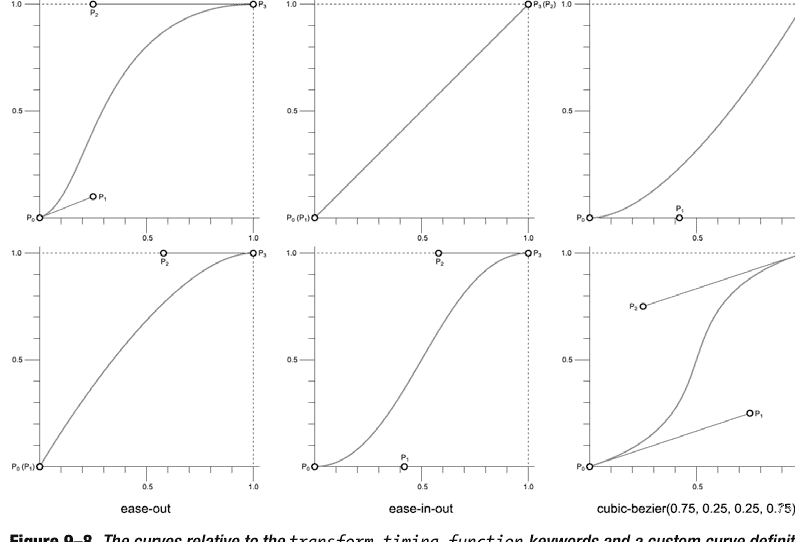 1.0 P2 P3 1.0 P3 (P2) 1.0
0.5 0.5 0.5
P0 P1 P0 (P1) P0 P1
0.5 1.0 0.5 1.0 0.5
1.0 P2 P3 1.0 P2 P3 1.0
P2
0.5 0.5 0.5
P1
P0 (P1) P0 P1 P0
0.5 1.0 0.5 1.0 0.5
ease-out ease-in-out cubic-bezier(0.75, 0.25, 0.25, 0.75)
Figure 9–8. The curves relative to the transform-timing-function keywords and a custom curve